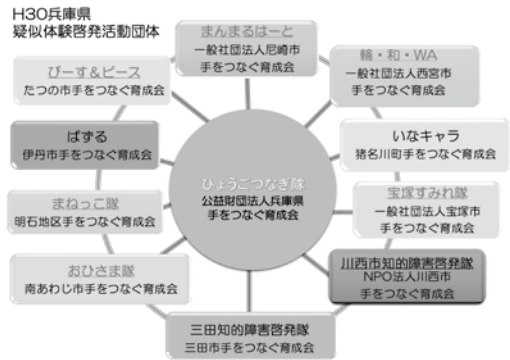 H30兵庫県
疑似体験啓発活動団体
まんまるはーと
一般社団法人尼崎市
手をつなぐ育成会
輪・和・WA
一般社団法人西宮市
手をつなぐ育成会
いなキャラ
猪名川町手をつなぐ育成会
宝塚すみれ隊
一般社団法人宝塚市
手をつなぐ育成会
川西市知的障害啓発隊
NPO法人川西市
手をつなぐ育成会
三田知的障害啓発隊
三田市手をつなぐ育成会
おひさま隊
南あわじ市手をつなぐ育成会
まねっこ隊
明石地区手をつなぐ育成会
ぱずる
伊丹市手をつなぐ育成会
ぴーす&ピース
たつの市手をつなぐ育成会
ひょうごつなぎ隊
公益財団法人兵庫県
手をつなぐ育成会